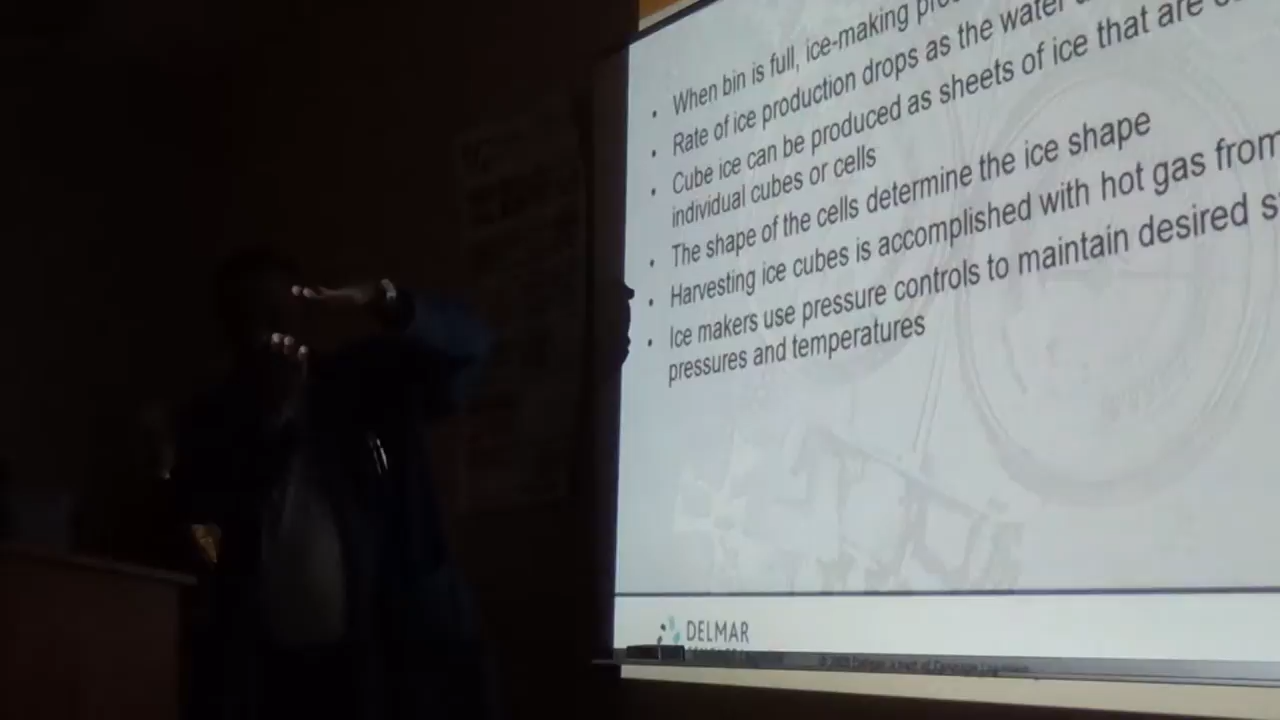 • When bin is full, ice-making
• Rate of ice production drops as the water
• Cube ice can be produced as sheets of ice that are
individual cubes or cells
• The shape of the cells determine the ice shape
• Harvesting ice cubes is accomplished with hot gas from
• Ice makers use pressure controls to maintain desired
pressures and temperatures
DELMAR